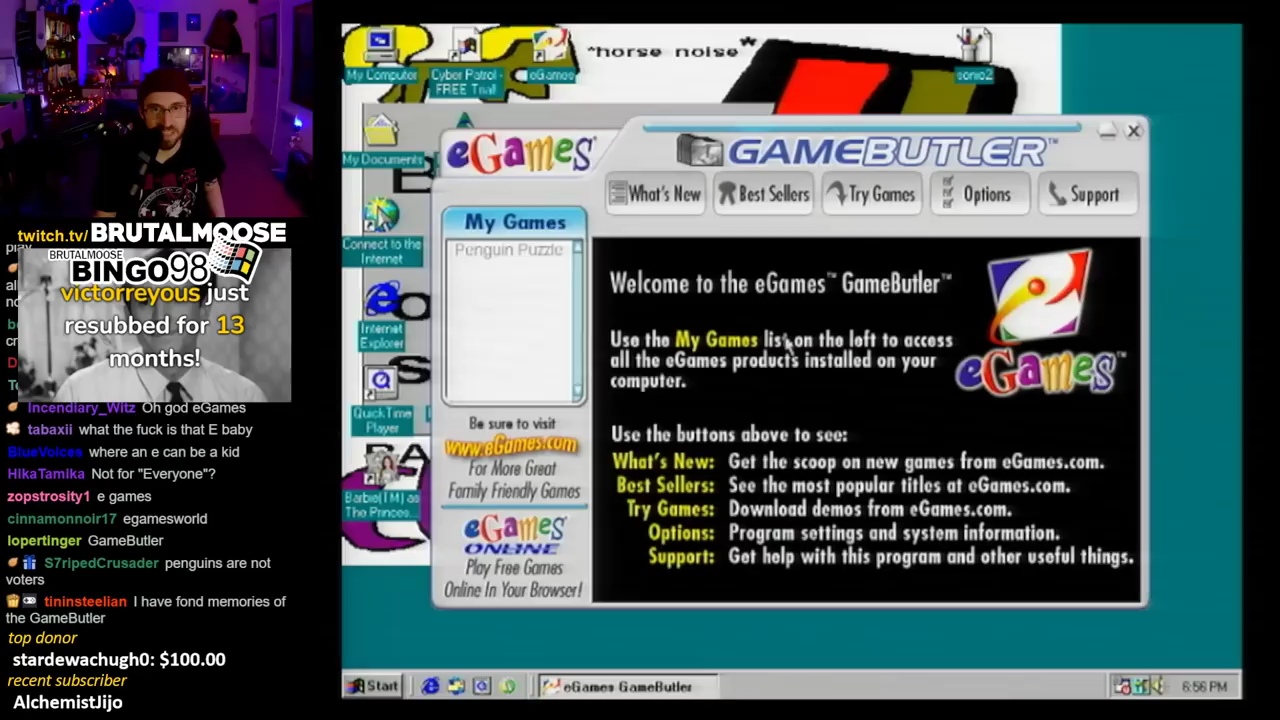 twitch.tv/BRUTALMOOSE
BRUTALMOOSE
BINGO98
victorreyous just
resubbed for 13
months!
Incendiary_Witz Oh god eGames
tabaxii what the fuck is that E baby
BlueVoices where an e can be a kid
HikaTamika Not for "Everyone"?
zopstrosity1 e games
cinnamonnoir17 egamesworld
lopertinger GameButler
S7ripedCrusader penguins are not
voters
tininsteelian I have fond memories of
the GameButler
top donor
stardewachugh0: $100.00
recent subscriber
AlchemistJijo
*horse noise*
My Computer
Cyber Patrol -
FREE Trial
eGames
sonic2
My Documents
Connect to the
Internet
Internet
Explorer
QuickTime
Player
Barbie(TM) as
The Princes...
eGames
GAMEBUTLER™
What's New
Best Sellers
Try Games
Options
Support
My Games
Penguin Puzzle
Be sure to visit
www.eGames.com
For More Great
Family Friendly Games
eGames
ONLINE
Play Free Games
Online In Your Browser!
Welcome to the eGames™ GameButler™
Use the My Games list on the left to access
all the eGames products installed on your
computer.
eGames™
Use the buttons above to see:
What's New: Get the scoop on new games from eGames.com.
Best Sellers: See the most popular titles at eGames.com.
Try Games: Download demos from eGames.com.
Options: Program settings and system information.
Support: Get help with this program and other useful things.
Start
eGames GameButler
6:56 PM